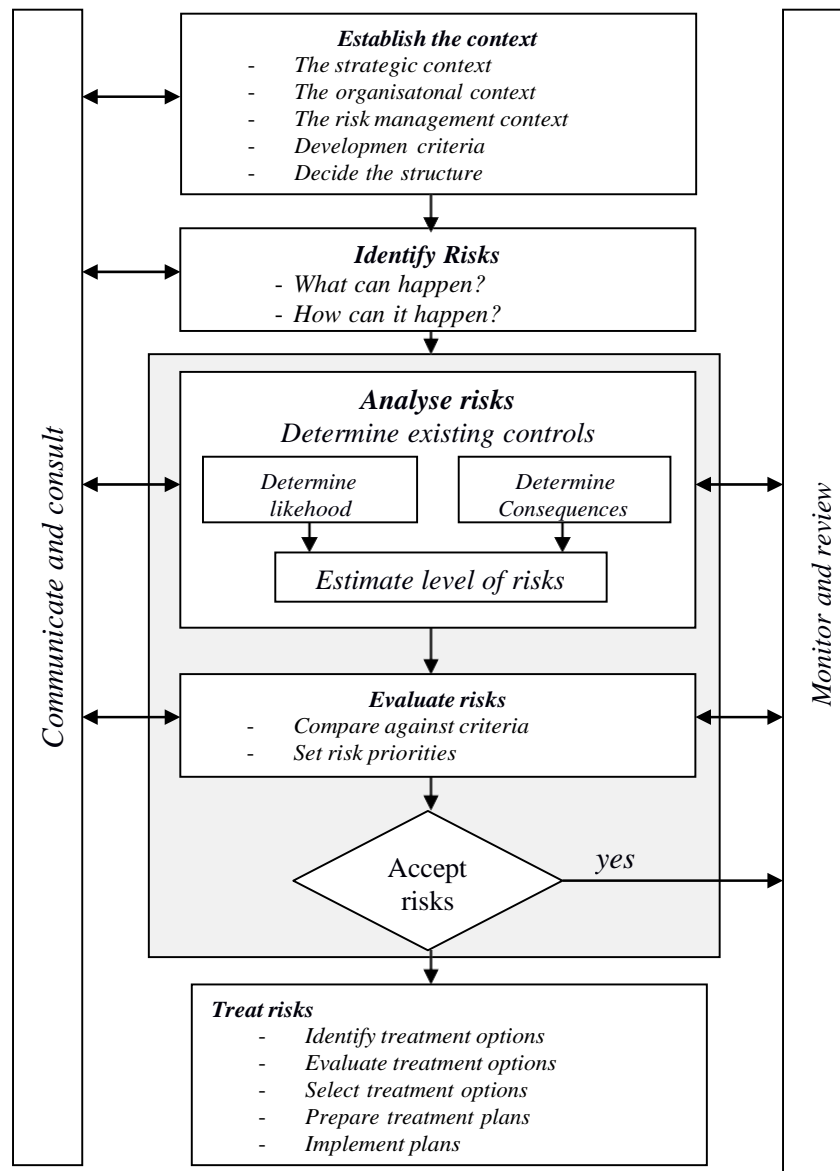 Establish the context
- The strategic context
- The organisatonal context
- The risk management context
- Developmen criteria
- Decide the structure
Identify Risks
- What can happen?
- How can it happen?
Analyse risks
Determine existing controls
Determine
likehood
Determine
Consequences
Estimate level of risks
Evaluate risks
- Compare against criteria
- Set risk priorities
Accept
risks
yes
Treat risks
- Identify treatment options
- Evaluate treatment options
- Select treatment options
- Prepare treatment plans
- Implement plans
Communicate and consult
Monitor and review